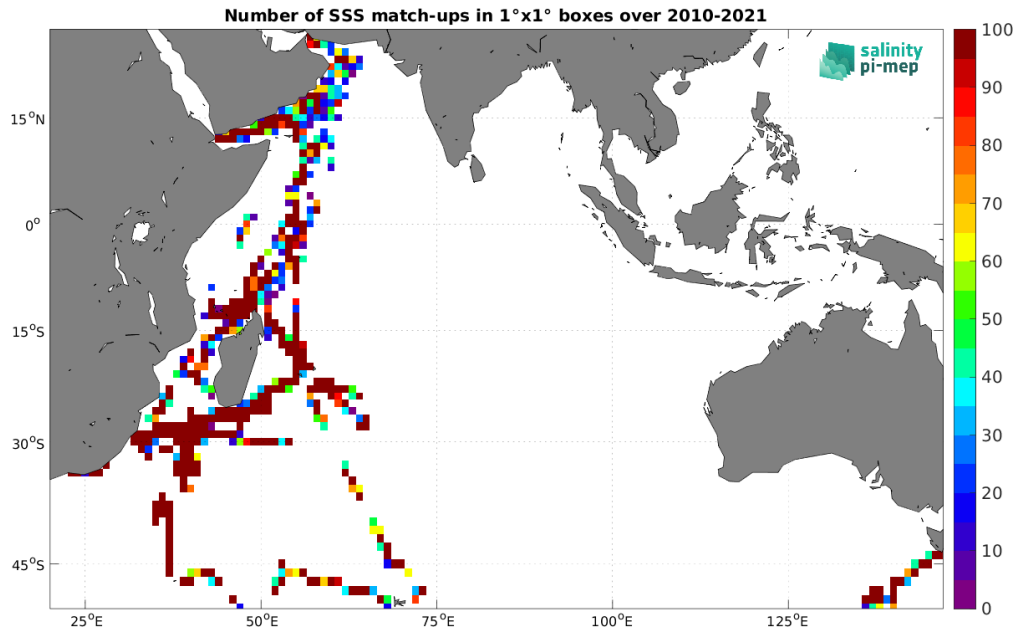 Number of SSS match-ups in 1°x1° boxes over 2010-2021
salinity
pi-mep
100
90
80
70
60
50
40
30
20
10
0
15°N
0°
15°S
30°S
45°S
25°E
50°E
75°E
100°E
125°E